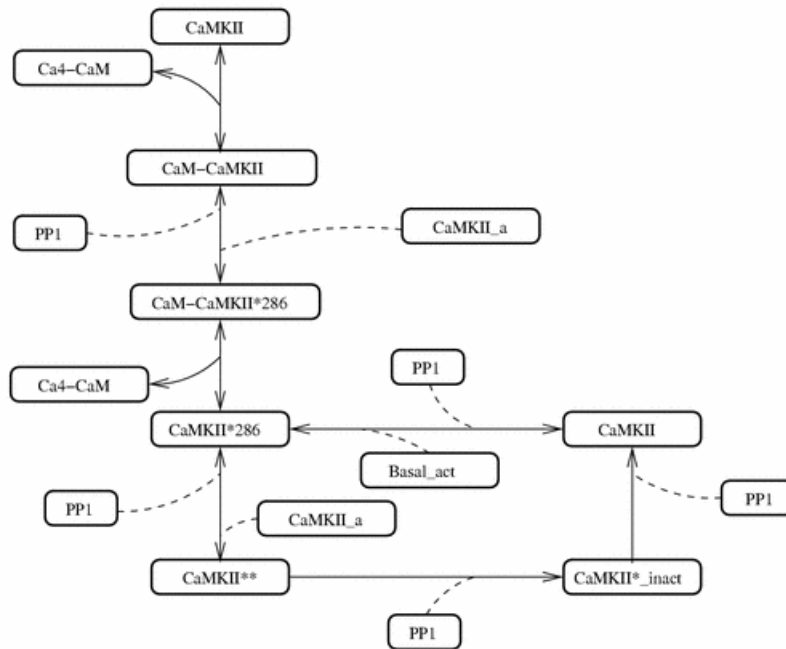 CaMKII
Ca4−CaM
CaM−CaMKII
PP1
CaMKII_a
CaM−CaMKII*286
PP1
Ca4−CaM
CaMKII*286
CaMKII
Basal_act
PP1
PP1
CaMKII_a
CaMKII**
CaMKII*_inact
PP1